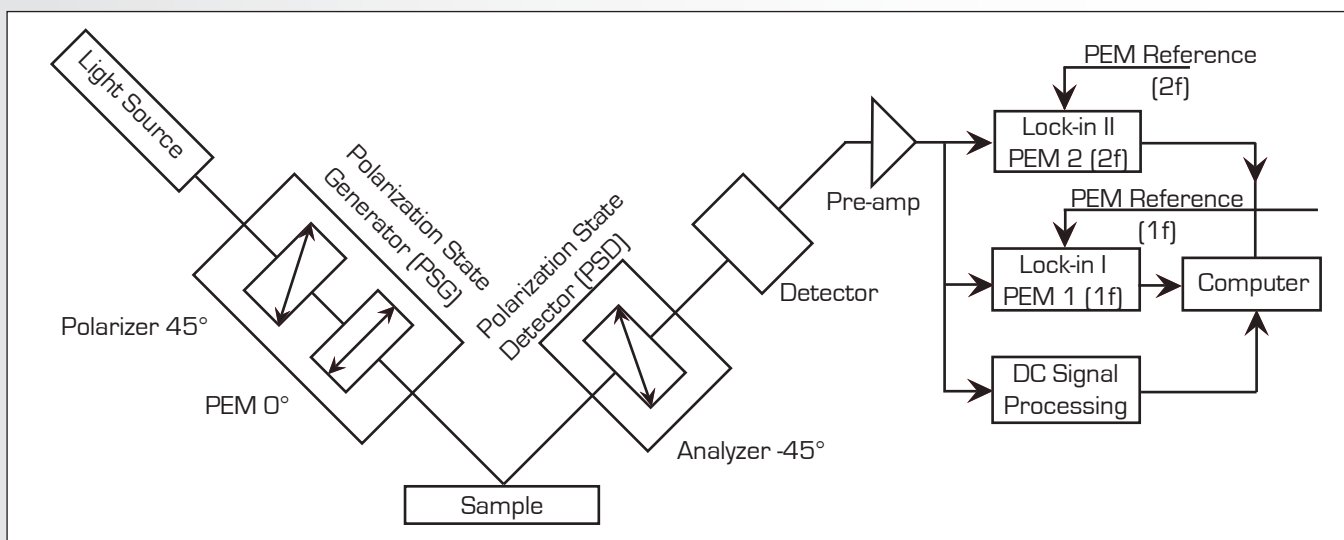 Light Source
Polarization State
Generator (PSG)
Polarizer 45°
PEM 0°
Polarization State
Detector (PSD)
Analyzer -45°
Sample
Detector
Pre-amp
PEM Reference
(2f)
Lock-in II
PEM 2 (2f)
PEM Reference
(1f)
Lock-in I
PEM 1 (1f)
Computer
DC Signal
Processing